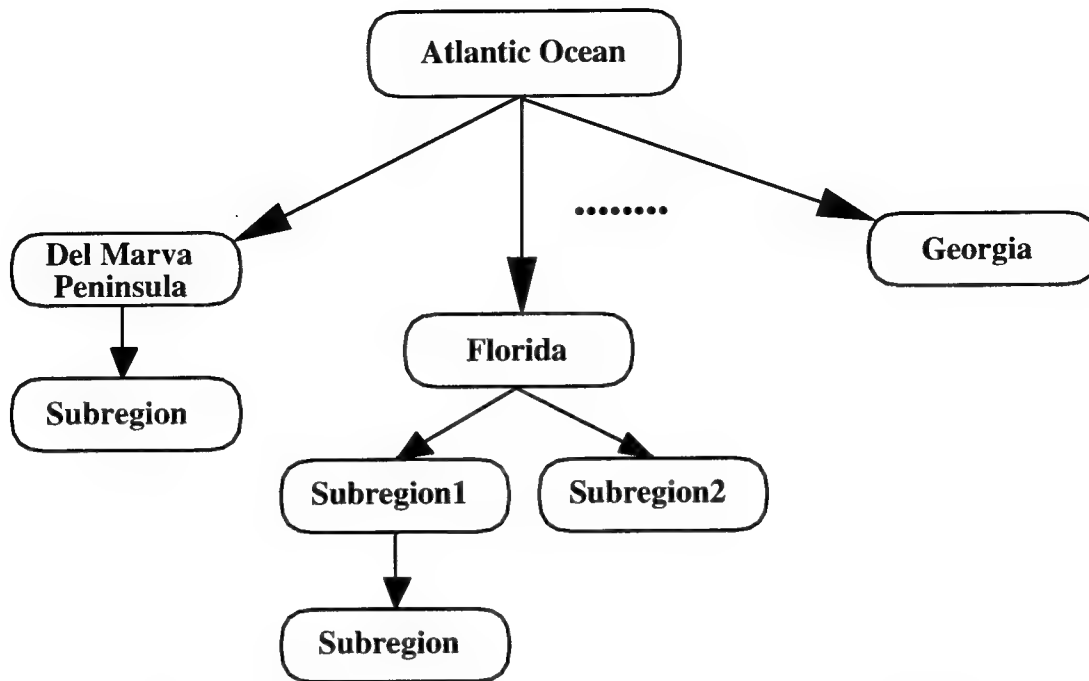 Atlantic Ocean
Del Marva
Peninsula
Georgia
Florida
Subregion
Subregion1
Subregion2
Subregion